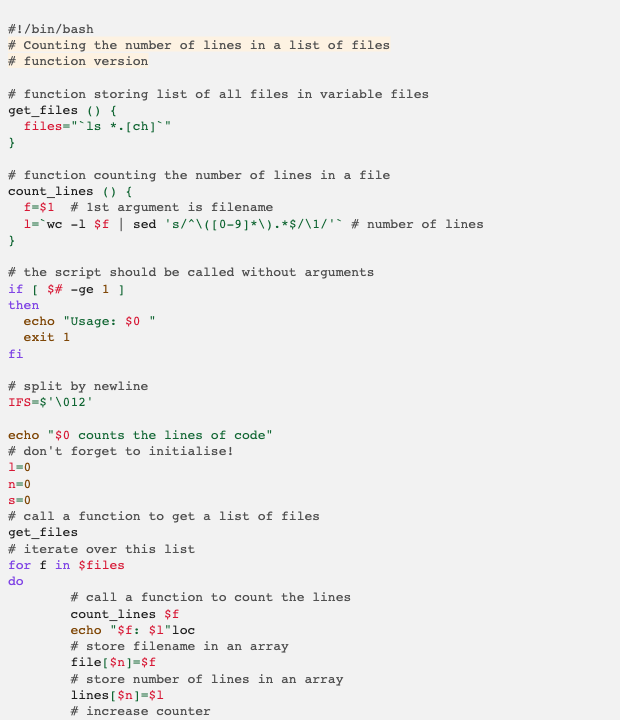 #!/bin/bash
# Counting the number of lines in a list of files
# function version

# function storing list of all files in variable files
get_files () {
  files="`ls *.[ch]`"
}

# function counting the number of lines in a file
count_lines () {
  f=$1  # 1st argument is filename
  l=`wc -l $f | sed 's/^\([0-9]*\).*$/\1/'` # number of lines
}

# the script should be called without arguments
if [ $# -ge 1 ]
then
  echo "Usage: $0 "
  exit 1
fi

# split by newline
IFS=$'\012'

echo "$0 counts the lines of code"
# don't forget to initialise!
l=0
n=0
s=0
# call a function to get a list of files
get_files
# iterate over this list
for f in $files
do
        # call a function to count the lines
        count_lines $f
        echo "$f: $l"loc
        # store filename in an array
        file[$n]=$f
        # store number of lines in an array
        lines[$n]=$l
        # increase counter